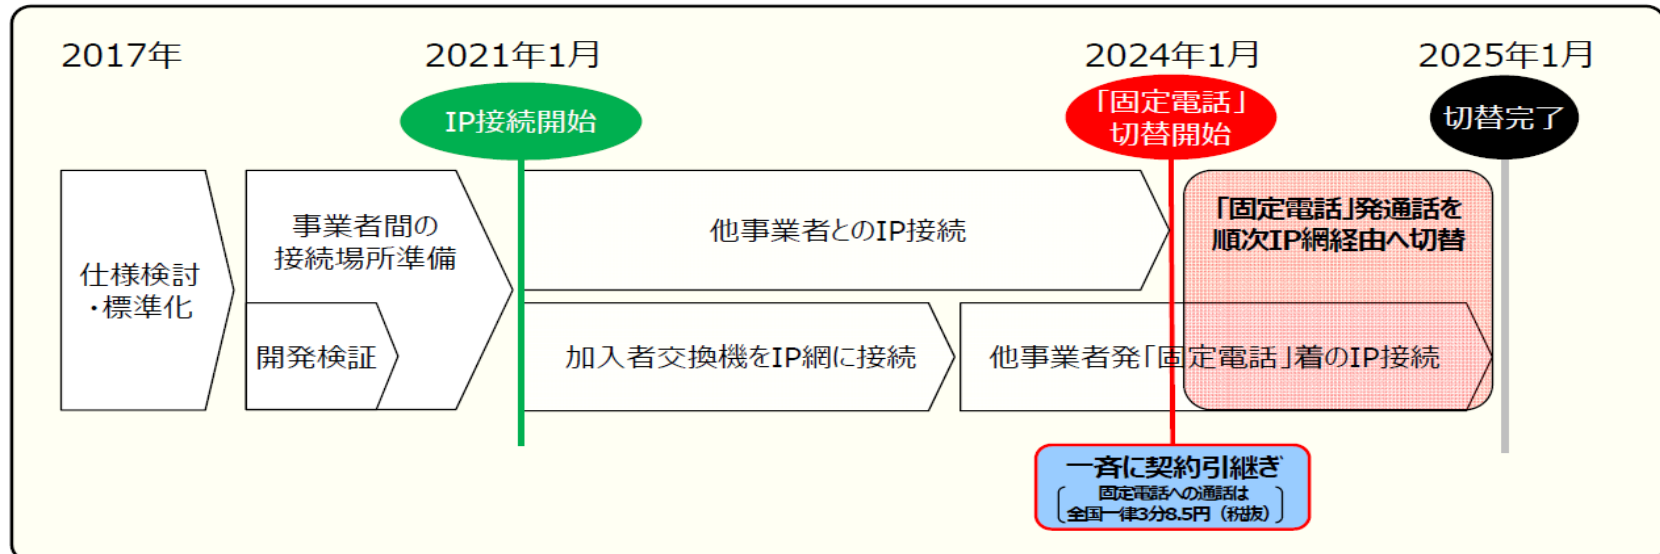 2017年
2021年1月
2024年1月
2025年1月
IP接続開始
「固定電話」
切替開始
切替完了
仕様検討
・標準化
事業者間の
接続場所準備
開発検証
他事業者とのIP接続
「固定電話」発通話を
順次IP網経由へ切替
加入者交換機をIP網に接続
他事業者発「固定電話」着のIP接続
一斉に契約引継ぎ
固定電話への通話は
全国一律3分8.5円（税抜）